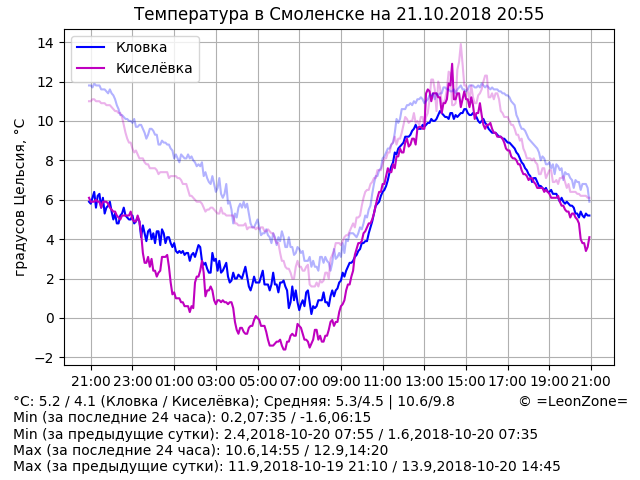 Температура в Смоленске на 21.10.2018 20:55
Кловка
Киселёвка
градусов Цельсия, °C
14
12
10
8
6
4
2
0
−2
21:00 23:00 01:00 03:00 05:00 07:00 09:00 11:00 13:00 15:00 17:00 19:00 21:00
°C: 5.2 / 4.1 (Кловка / Киселёвка); Средняя: 5.3/4.5 | 10.6/9.8 © =LeonZone=
Min (за последние 24 часа): 0.2,07:35 / -1.6,06:15
Min (за предыдущие сутки): 2.4,2018-10-20 07:55 / 1.6,2018-10-20 07:35
Max (за последние 24 часа): 10.6,14:55 / 12.9,14:20
Max (за предыдущие сутки): 11.9,2018-10-19 21:10 / 13.9,2018-10-20 14:45